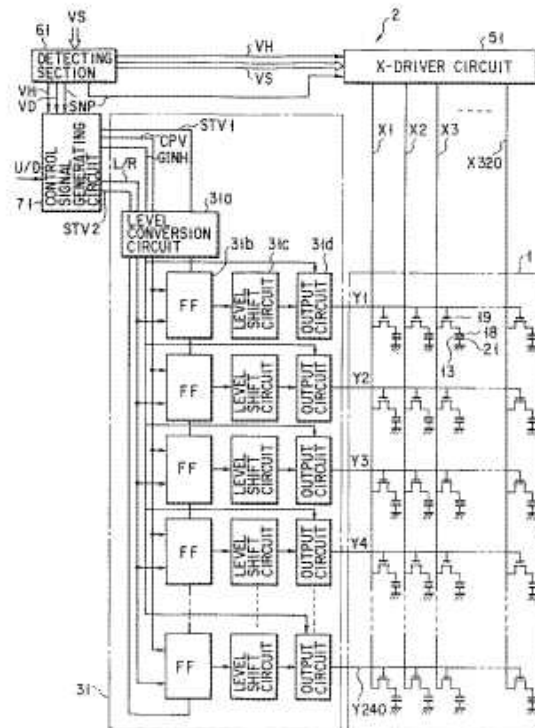 VS
2
61
DETECTING
SECTION
VH
VS
51
X-DRIVER CIRCUIT
VH
VD
SNP
STV1
CPV
GINH
X1
X2
X3
X320
U/D
CONTROL
SIGNAL
GENERATING
CIRCUIT
L/R
71
STV2
31a
LEVEL
CONVERSION
CIRCUIT
31b
31c
31d
1
FF
LEVEL
SHIFT
CIRCUIT
OUTPUT
CIRCUIT
Y1
19
18
13
21
FF
LEVEL
SHIFT
CIRCUIT
OUTPUT
CIRCUIT
Y2
FF
LEVEL
SHIFT
CIRCUIT
OUTPUT
CIRCUIT
Y3
FF
LEVEL
SHIFT
CIRCUIT
OUTPUT
CIRCUIT
Y4
FF
LEVEL
SHIFT
CIRCUIT
OUTPUT
CIRCUIT
31
Y240